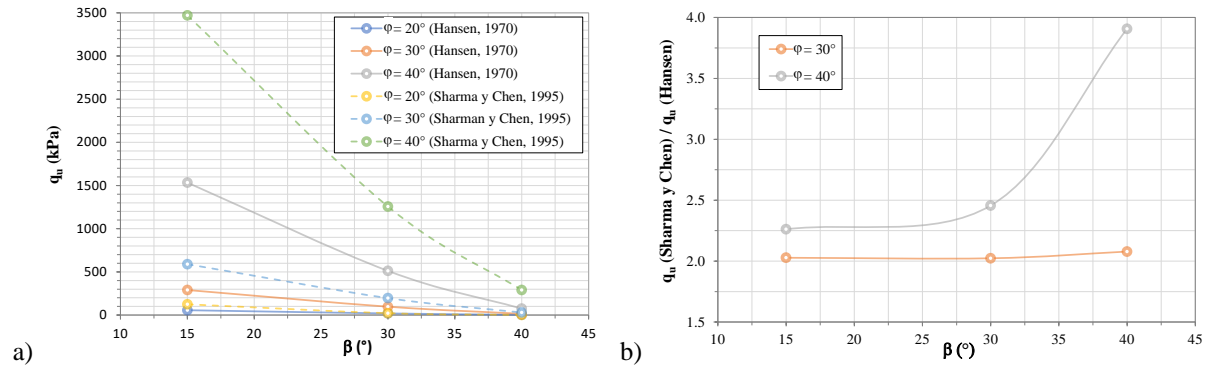 3500
3000
2500
2000
1500
1000
500
0
q_u (kPa)
φ= 20° (Hansen, 1970)
φ= 30° (Hansen, 1970)
φ= 40° (Hansen, 1970)
φ= 20° (Sharma y Chen, 1995)
φ= 30° (Sharman y Chen, 1995)
φ= 40° (Sharma y Chen, 1995)
10 15 20 25 30 35 40 45
β (°)
a)
4.0
3.5
3.0
2.5
2.0
1.5
q_u (Sharma y Chen) / q_u (Hansen)
φ= 30°
φ= 40°
10 15 20 25 30 35 40 45
β (°)
b)